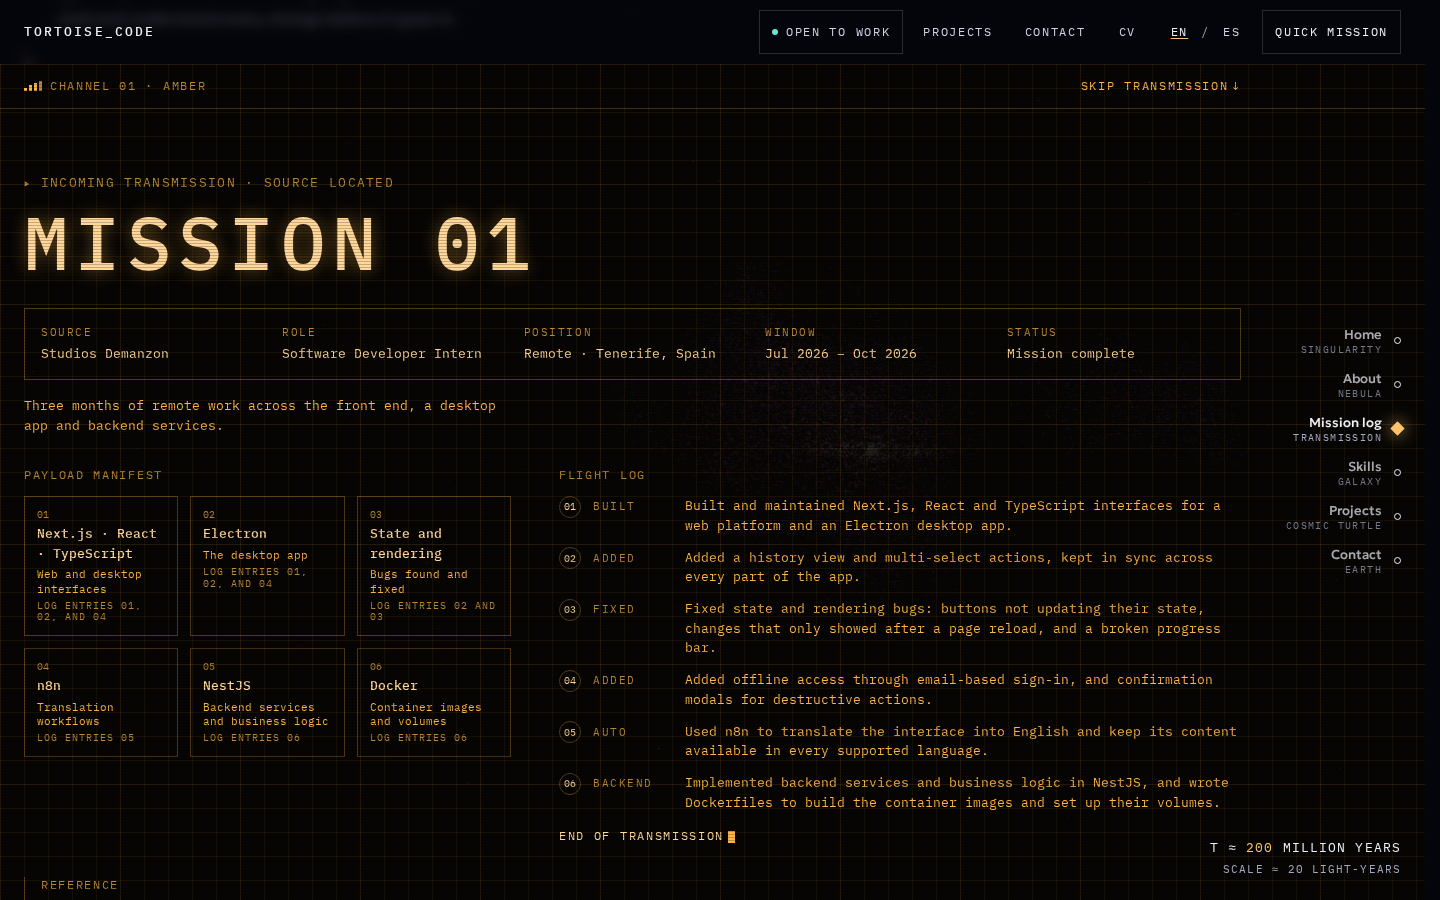 TORTOISE_CODE
OPEN TO WORK
PROJECTS
CONTACT
CV
EN / ES
QUICK MISSION
CHANNEL 01 · AMBER
SKIP TRANSMISSION ↓
▸ INCOMING TRANSMISSION · SOURCE LOCATED
MISSION 01
SOURCE
Studios Demanzon
ROLE
Software Developer Intern
POSITION
Remote · Tenerife, Spain
WINDOW
Jul 2026 – Oct 2026
STATUS
Mission complete
Three months of remote work across the front end, a desktop
app and backend services.
PAYLOAD MANIFEST
01
Next.js · React
· TypeScript
Web and desktop
interfaces
LOG ENTRIES 01,
02, AND 04
02
Electron
The desktop app
LOG ENTRIES 01,
02, AND 04
03
State and
rendering
Bugs found and
fixed
LOG ENTRIES 02 AND
03
04
n8n
Translation
workflows
LOG ENTRIES 05
05
NestJS
Backend services
and business logic
LOG ENTRIES 06
06
Docker
Container images
and volumes
LOG ENTRIES 06
FLIGHT LOG
01 BUILT
Built and maintained Next.js, React and TypeScript interfaces for a
web platform and an Electron desktop app.
02 ADDED
Added a history view and multi-select actions, kept in sync across
every part of the app.
03 FIXED
Fixed state and rendering bugs: buttons not updating their state,
changes that only showed after a page reload, and a broken progress
bar.
04 ADDED
Added offline access through email-based sign-in, and confirmation
modals for destructive actions.
05 AUTO
Used n8n to translate the interface into English and keep its content
available in every supported language.
06 BACKEND
Implemented backend services and business logic in NestJS, and wrote
Dockerfiles to build the container images and set up their volumes.
END OF TRANSMISSION
REFERENCE
Home
SINGULARITY
About
NEBULA
Mission log
TRANSMISSION
Skills
GALAXY
Projects
COSMIC TURTLE
Contact
EARTH
T ≈ 200 MILLION YEARS
SCALE ≈ 20 LIGHT-YEARS